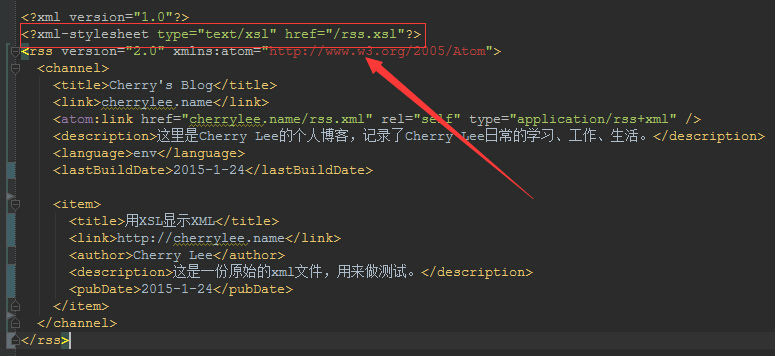 <?xml version="1.0"?>
<?xml-stylesheet type="text/xsl" href="/rss.xsl"?>
<rss version="2.0" xmlns:atom="http://www.w3.org/2005/Atom">
<channel>
<title>Cherry's Blog</title>
<link>cherrylee.name</link>
<atom:link href="cherrylee.name/rss.xml" rel="self" type="application/rss+xml" />
<description>这里是Cherry Lee的个人博客，记录了Cherry Lee日常的学习、工作、生活。</description>
<language>env</language>
<lastBuildDate>2015-1-24</lastBuildDate>
<item>
<title>用XSL显示XML</title>
<link>http://cherrylee.name</link>
<author>Cherry Lee</author>
<description>这是一份原始的xml文件，用来做测试。</description>
<pubDate>2015-1-24</pubDate>
</item>
</channel>
</rss>